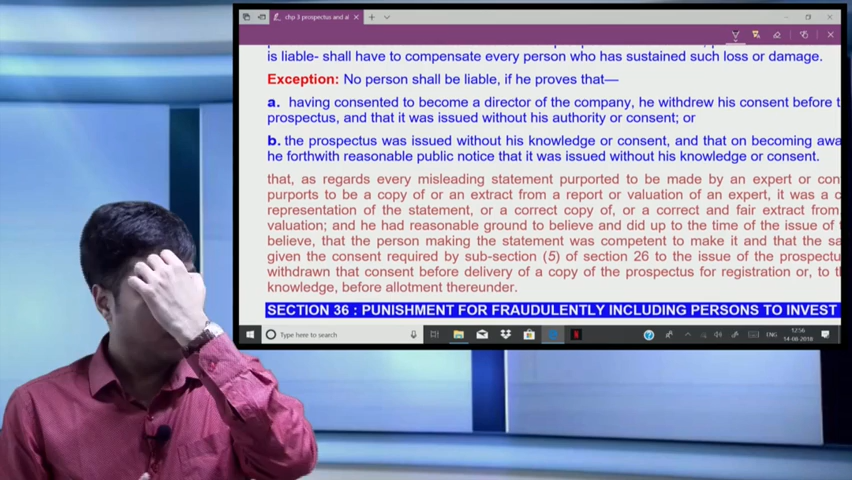 chp 3 prospectus and al
is liable- shall have to compensate every person who has sustained such loss or damage.
Exception: No person shall be liable, if he proves that—
a. having consented to become a director of the company, he withdrew his consent before t
prospectus, and that it was issued without his authority or consent; or
b. the prospectus was issued without his knowledge or consent, and that on becoming awa
he forthwith reasonable public notice that it was issued without his knowledge or consent.
that, as regards every misleading statement purported to be made by an expert or con
purports to be a copy of or an extract from a report or valuation of an expert, it was a c
representation of the statement, or a correct copy of, or a correct and fair extract from
valuation; and he had reasonable ground to believe and did up to the time of the issue of
believe, that the person making the statement was competent to make it and that the sa
given the consent required by sub-section (5) of section 26 to the issue of the prospectu
withdrawn that consent before delivery of a copy of the prospectus for registration or, to t
knowledge, before allotment thereunder.
SECTION 36 : PUNISHMENT FOR FRAUDULENTLY INCLUDING PERSONS TO INVEST
Type here to search
ENG
12:56
14-06-2018